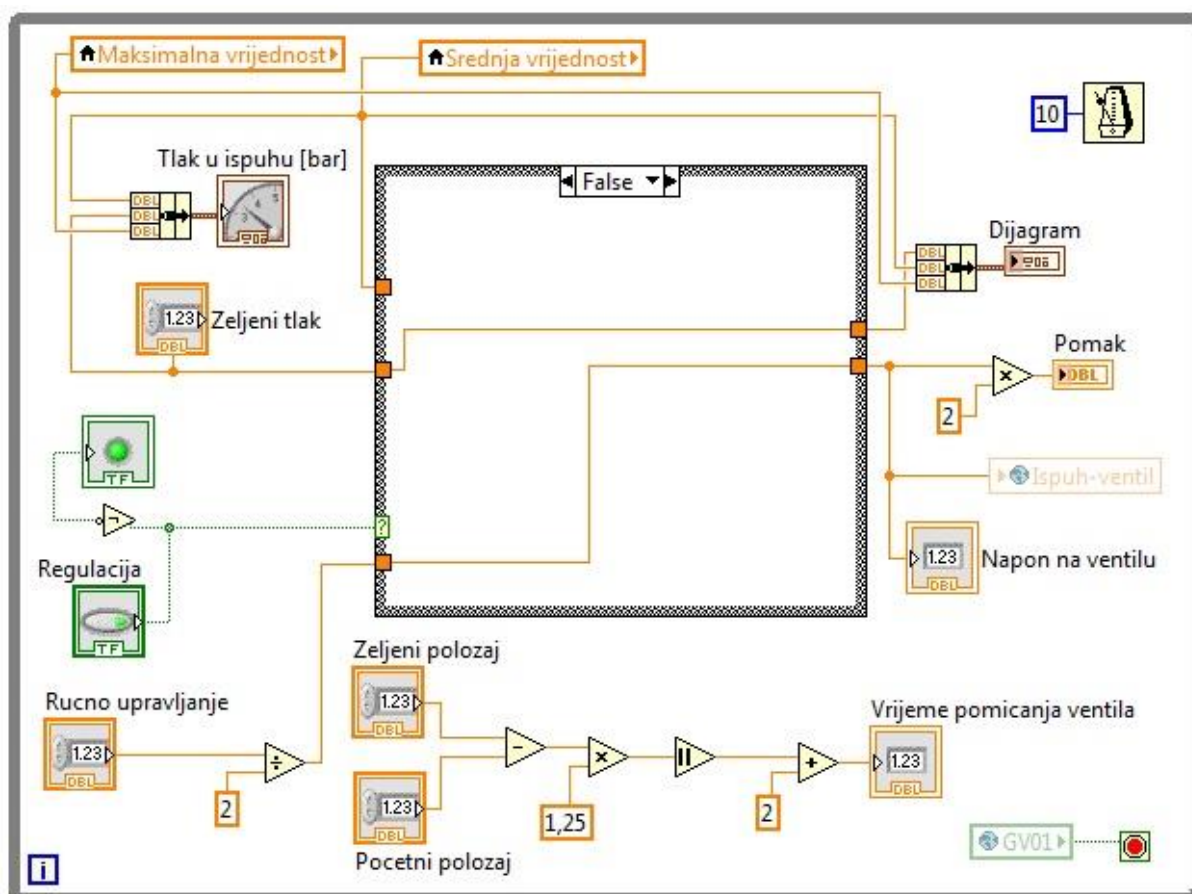 Maksimalna vrijednost
Srednja vrijednost
10
Tlak u ispuhu [bar]
False
DBL
DBL
DBL
3
4
5
Dijagram
DBL
DBL
DBL
1.23
DBL
Zeljeni tlak
Pomak
×
DBL
2
TF
?
Ispuh-ventil
1.23
DBL
Napon na ventilu
Regulacija
TF
Zeljeni polozaj
1.23
DBL
Rucno upravljanje
1.23
DBL
÷
2
Vrijeme pomicanja ventila
-
×
+
1.23
DBL
1,25
2
1.23
DBL
Pocetni polozaj
GV01
i